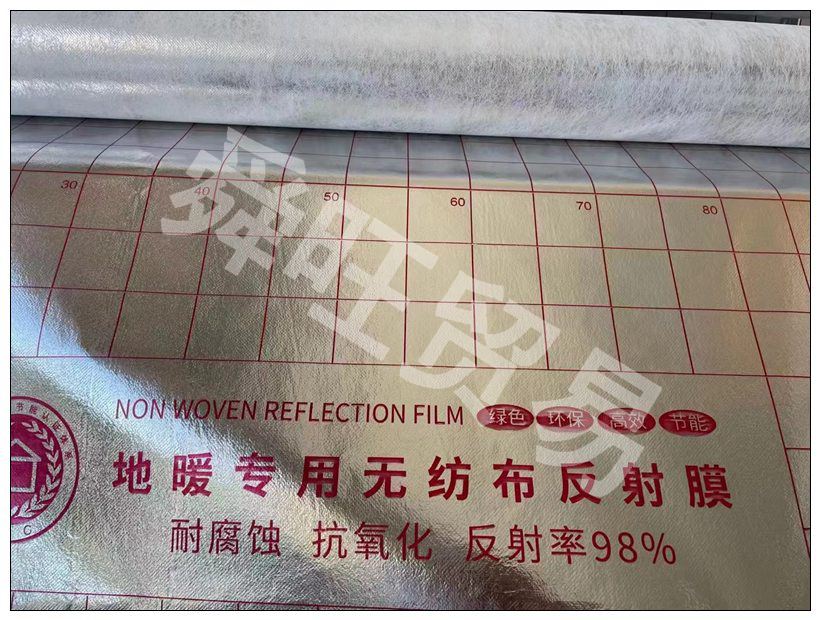 30 40 50 60 70 80
舜旺贸易
NON WOVEN REFLECTION FILM 绿色 环保 高效 节能
地暖专用无纺布反射膜
耐腐蚀 抗氧化 反射率98%